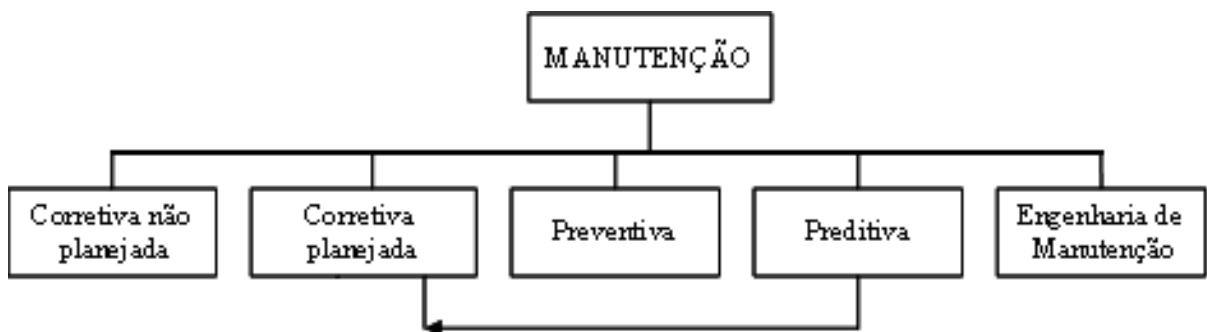 MANUTENÇÃO
Corretiva não
planejada
Corretiva
planejada
Preventiva
Preditiva
Engenharia de
Manutenção